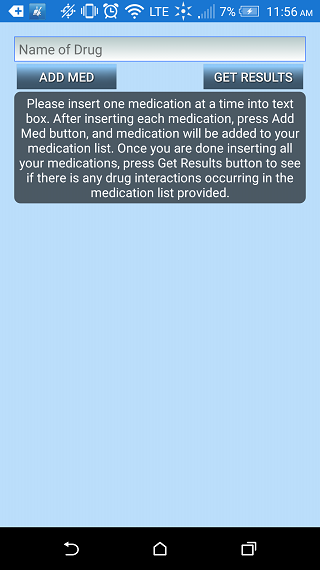 LTE 7% 11:56 AM
Name of Drug
ADD MED GET RESULTS
Please insert one medication at a time into text
box. After inserting each medication, press Add
Med button, and medication will be added to your
medication list. Once you are done inserting all
your medications, press Get Results button to see
if there is any drug interactions occurring in the
medication list provided.